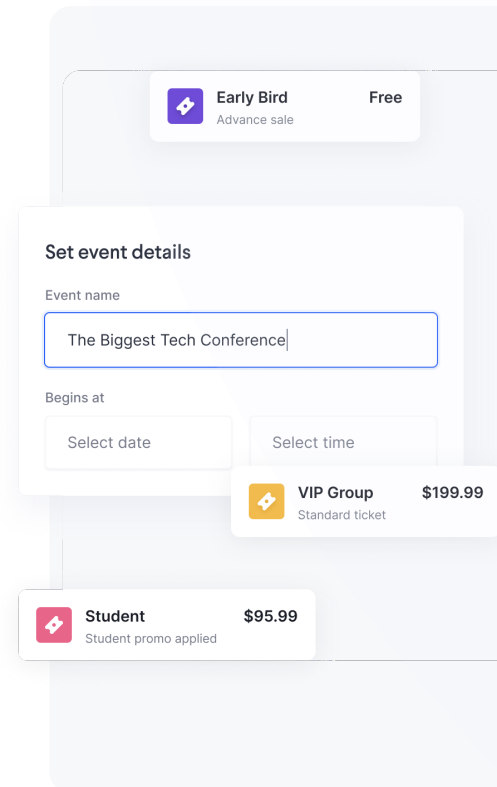 Early Bird Free
Advance sale
Set event details
Event name
The Biggest Tech Conference
Begins at
Select date Select time
VIP Group $199.99
Standard ticket
Student $95.99
Student promo applied